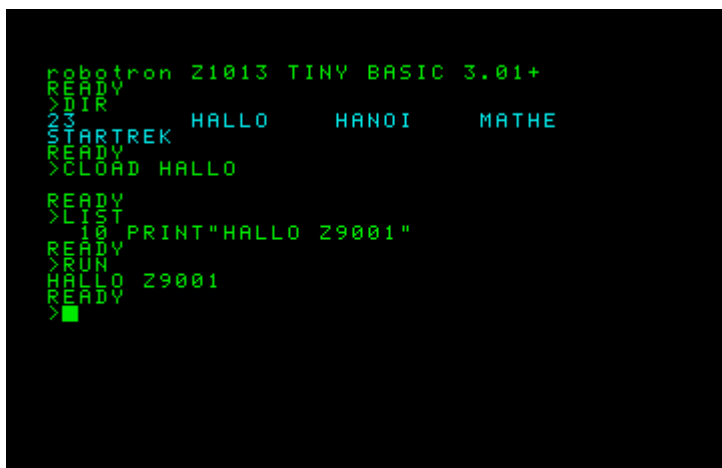 robotron Z1013 TINY BASIC 3.01+
READY
>DIR
23 HALLO HANOI MATHE
STARTREK
READY
>CLOAD HALLO
READY
>LIST
10 PRINT"HALLO Z9001"
READY
>RUN
HALLO Z9001
READY
>